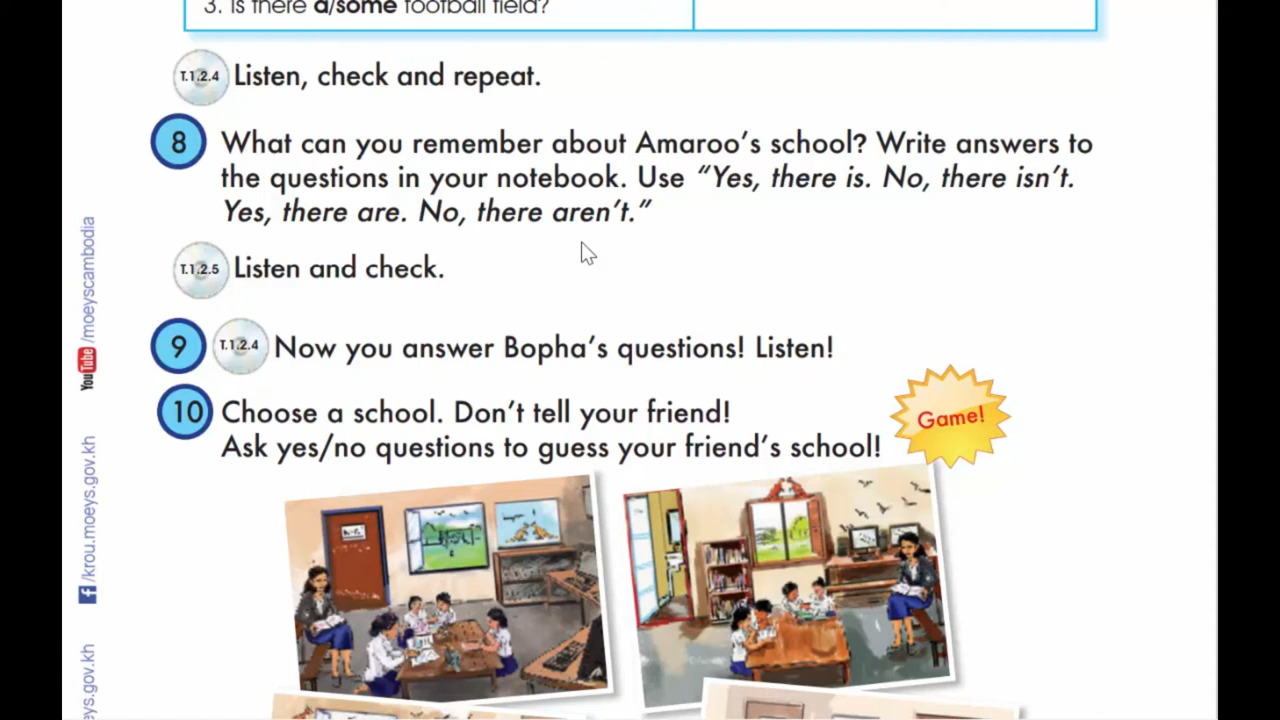 3. Is there a/some football field?
T.1.2.4 Listen, check and repeat.
8 What can you remember about Amaroo's school? Write answers to
the questions in your notebook. Use "Yes, there is. No, there isn't.
Yes, there are. No, there aren't."
T.1.2.5 Listen and check.
9 T.1.2.4 Now you answer Bopha's questions! Listen!
10 Choose a school. Don't tell your friend!
Ask yes/no questions to guess your friend's school!
Game!
YouTube /moeyscambodia
f /krou.moeys.gov.kh
eys.gov.kh